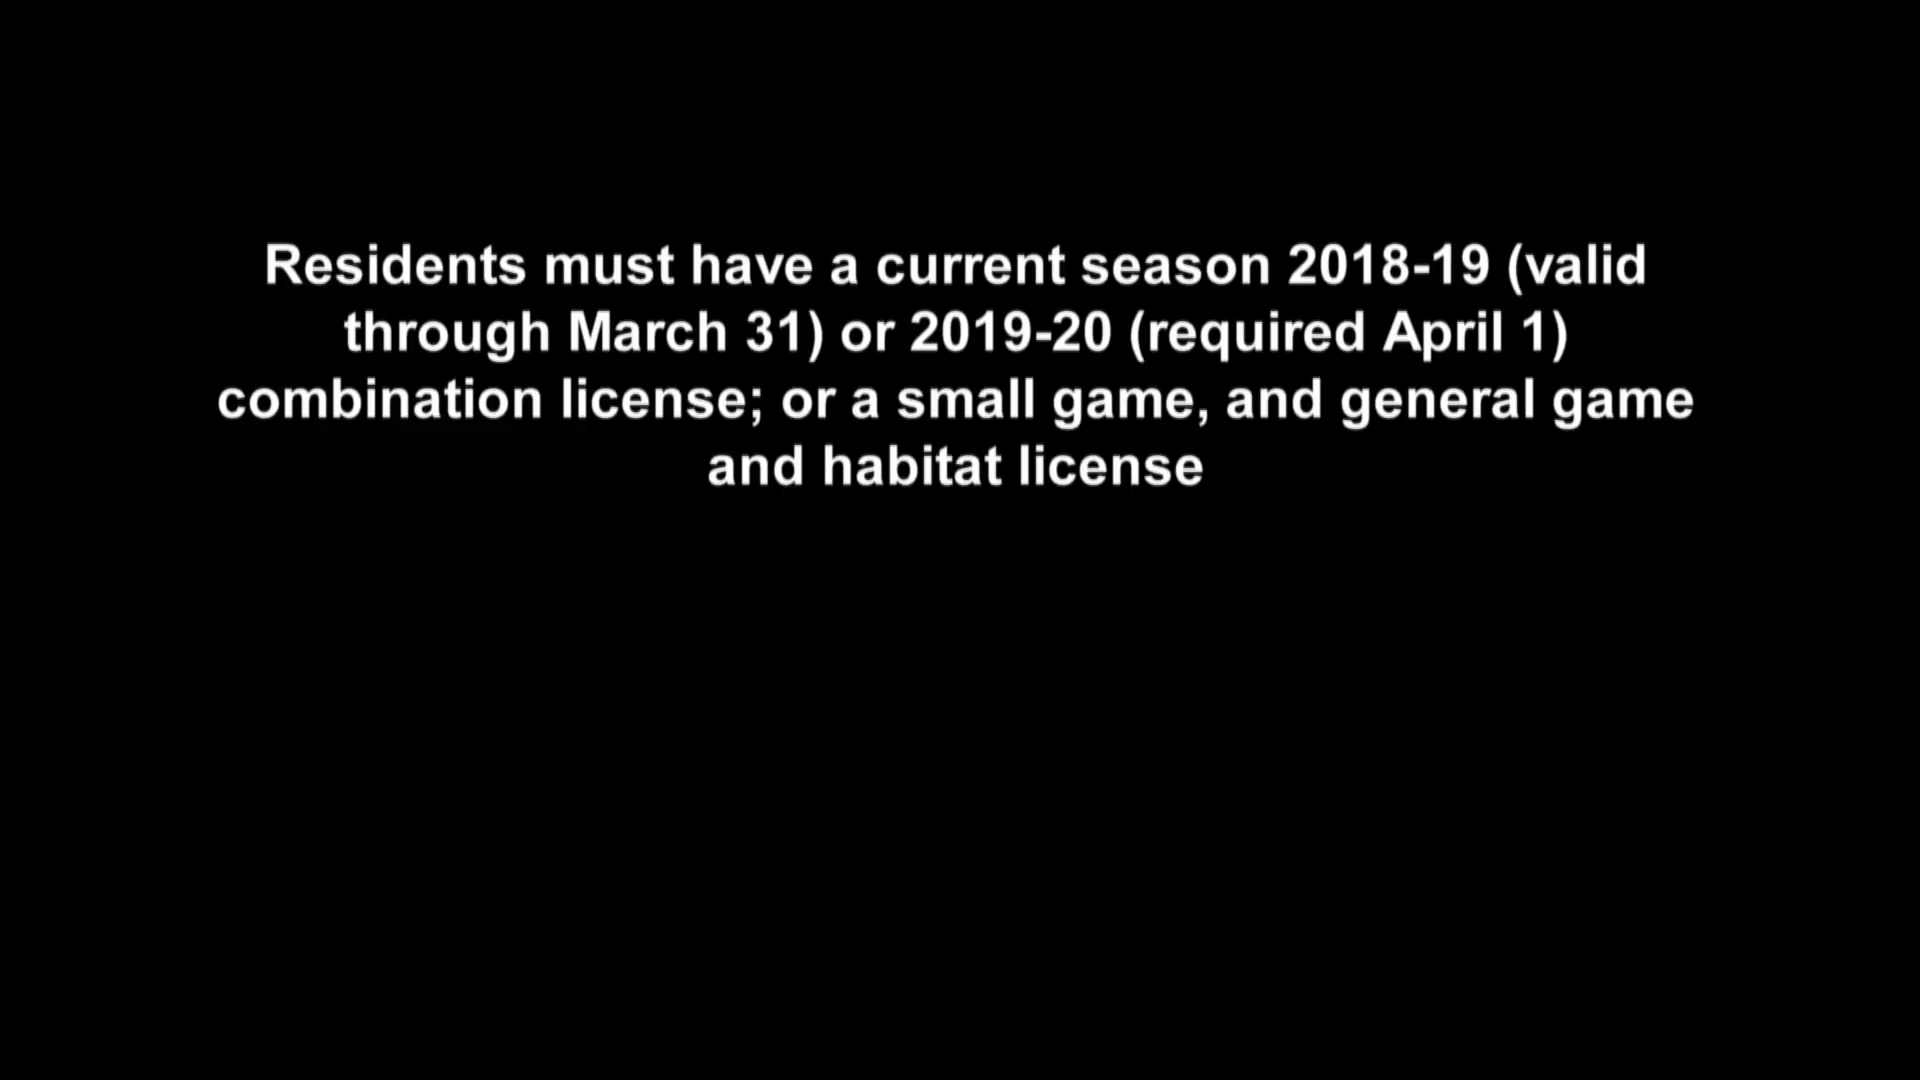 Residents must have a current season 2018-19 (valid
through March 31) or 2019-20 (required April 1)
combination license; or a small game, and general game
and habitat license